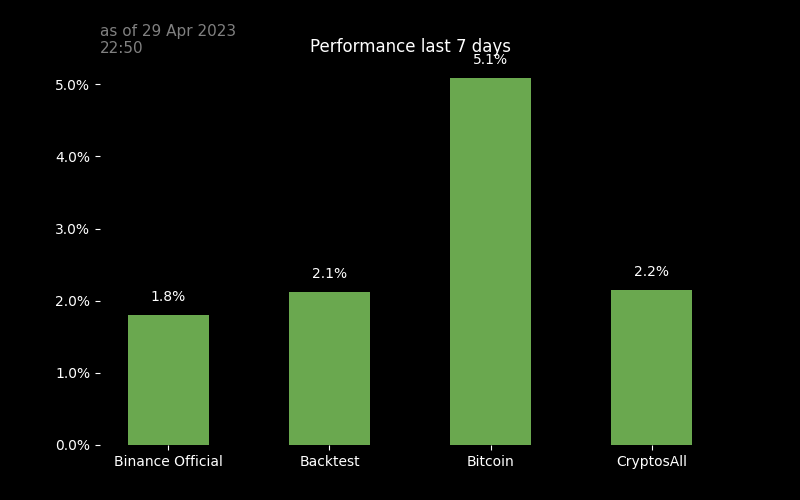 as of 29 Apr 2023
22:50
Performance last 7 days
5.1%
5.0%
4.0%
3.0%
2.0%
1.0%
0.0%
1.8%
2.1%
2.2%
Binance Official
Backtest
Bitcoin
CryptosAll